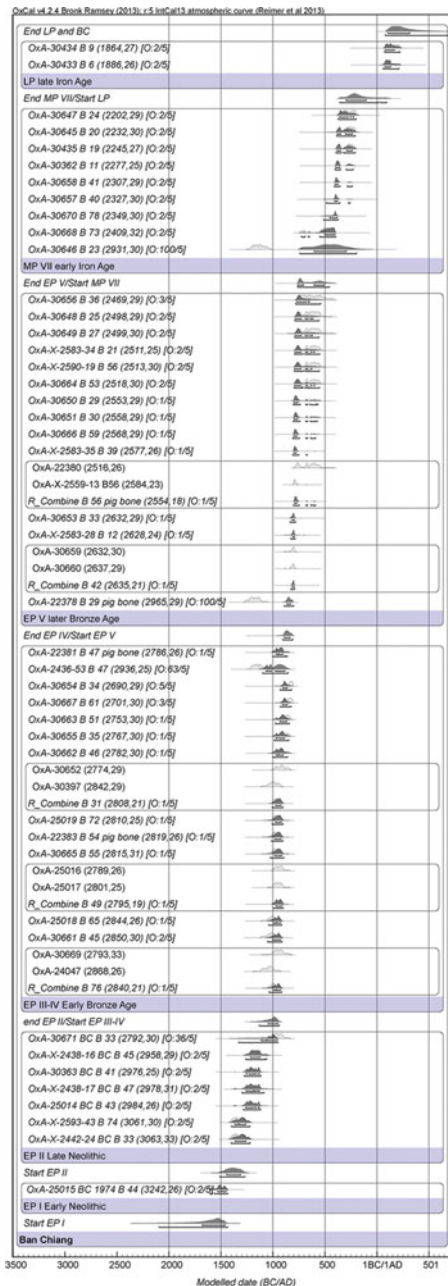 OxCal v4.2.4 Bronk Ramsey (2013); r:5 IntCal13 atmospheric curve (Reimer et al 2013)
End LP and BC
OxA-30434 B 9 (1864,27) [O:2/5]
OxA-30433 B 6 (1886,26) [O:2/5]
LP late Iron Age
End MP VII/Start LP
OxA-30647 B 24 (2202,29) [O:2/5]
OxA-30645 B 20 (2232,30) [O:2/5]
OxA-30435 B 19 (2245,27) [O:2/5]
OxA-30362 B 11 (2277,25) [O:2/5]
OxA-30658 B 41 (2307,29) [O:2/5]
OxA-30657 B 40 (2327,30) [O:2/5]
OxA-30670 B 78 (2349,30) [O:2/5]
OxA-30668 B 73 (2409,32) [O:2/5]
OxA-30646 B 23 (2931,30) [O:100/5]
MP VII early Iron Age
End EP V/Start MP VII
OxA-30656 B 36 (2469,29) [O:3/5]
OxA-30648 B 25 (2498,29) [O:2/5]
OxA-30649 B 27 (2499,30) [O:2/5]
OxA-X-2583-34 B 21 (2511,25) [O:2/5]
OxA-X-2590-19 B 56 (2513,30) [O:2/5]
OxA-30664 B 53 (2518,30) [O:2/5]
OxA-30650 B 29 (2553,29) [O:1/5]
OxA-30651 B 30 (2558,29) [O:1/5]
OxA-30666 B 59 (2568,29) [O:1/5]
OxA-X-2583-35 B 39 (2577,26) [O:1/5]
OxA-22380 (2516,26)
OxA-X-2559-13 B56 (2584,23)
R_Combine B 56 pig bone (2554,18) [O:1/5]
OxA-30653 B 33 (2632,29) [O:1/5]
OxA-X-2583-28 B 12 (2628,24) [O:1/5]
OxA-30659 (2632,30)
OxA-30660 (2637,29)
R_Combine B 42 (2635,21) [O:1/5]
OxA-22378 B 29 pig bone (2965,29) [O:100/5]
EP V later Bronze Age
End EP IV/Start EP V
OxA-22381 B 47 pig bone (2786,26) [O:1/5]
OxA-2436-53 B 47 (2936,25) [O:63/5]
OxA-30654 B 34 (2690,29) [O:5/5]
OxA-30667 B 61 (2701,30) [O:3/5]
OxA-30663 B 51 (2753,30) [O:1/5]
OxA-30655 B 35 (2767,30) [O:1/5]
OxA-30662 B 46 (2782,30) [O:1/5]
OxA-30652 (2774,29)
OxA-30397 (2842,29)
R_Combine B 31 (2808,21) [O:1/5]
OxA-25019 B 72 (2810,25) [O:1/5]
OxA-22383 B 54 pig bone (2819,26) [O:1/5]
OxA-30665 B 55 (2815,31) [O:1/5]
OxA-25016 (2789,26)
OxA-25017 (2801,25)
R_Combine B 49 (2795,19) [O:1/5]
OxA-25018 B 65 (2844,26) [O:1/5]
OxA-30661 B 45 (2850,30) [O:2/5]
OxA-30669 (2793,33)
OxA-24047 (2868,26)
R_Combine B 76 (2840,21) [O:1/5]
EP III-IV Early Bronze Age
end EP II/Start EP III-IV
OxA-30671 BC B 33 (2792,30) [O:36/5]
OxA-X-2438-16 BC B 45 (2958,29) [O:2/5]
OxA-30363 BC B 41 (2976,25) [O:2/5]
OxA-X-2438-17 BC B 47 (2978,31) [O:2/5]
OxA-25014 BC B 43 (2984,26) [O:2/5]
OxA-X-2593-43 B 74 (3061,30) [O:2/5]
OxA-X-2442-24 BC B 33 (3063,33) [O:2/5]
EP II Late Neolithic
Start EP II
OxA-25015 BC 1974 B 44 (3242,26) [O:2/5]
EP I Early Neolithic
Start EP I
Ban Chiang
3500 3000 2500 2000 1500 1000 500 1BC/1AD 501
Modelled date (BC/AD)